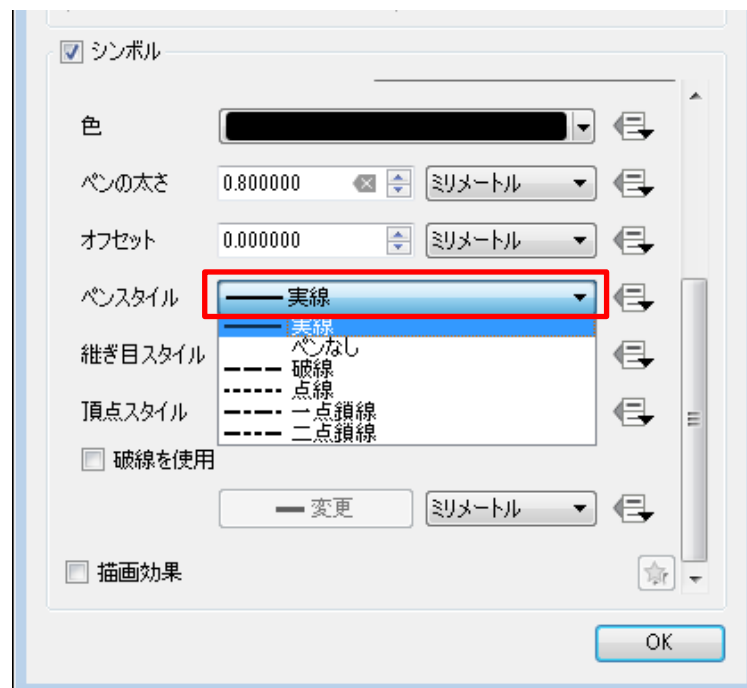 シンボル
色
ペンの太さ 0.800000 ミリメートル
オフセット 0.000000 ミリメートル
ペンスタイル 実線
実線
ペンなし
継ぎ目スタイル 破線
点線
頂点スタイル 一点鎖線
二点鎖線
破線を使用
変更 ミリメートル
描画効果
OK